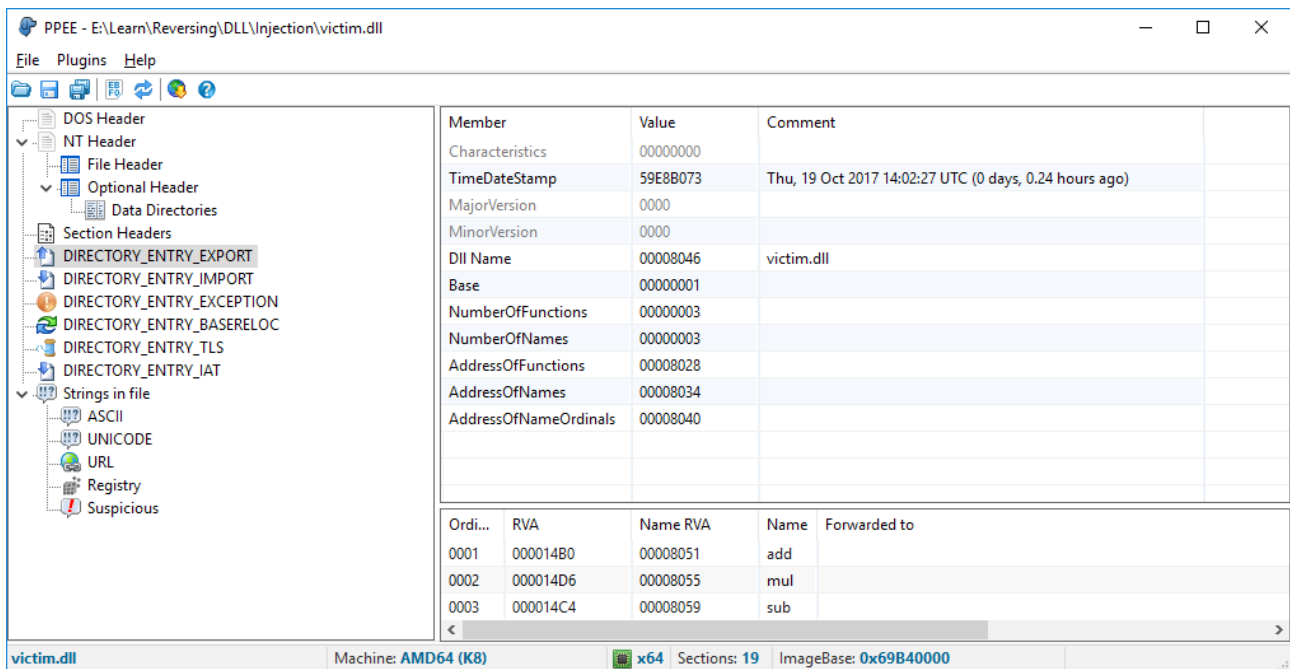 PPEE - E:\Learn\Reversing\DLL\Injection\victim.dll
File Plugins Help
DOS Header
NT Header
File Header
Optional Header
Data Directories
Section Headers
DIRECTORY_ENTRY_EXPORT
DIRECTORY_ENTRY_IMPORT
DIRECTORY_ENTRY_EXCEPTION
DIRECTORY_ENTRY_BASERELOC
DIRECTORY_ENTRY_TLS
DIRECTORY_ENTRY_IAT
Strings in file
ASCII
UNICODE
URL
Registry
Suspicious
Member Value Comment
Characteristics 00000000
TimeDateStamp 59E8B073 Thu, 19 Oct 2017 14:02:27 UTC (0 days, 0.24 hours ago)
MajorVersion 0000
MinorVersion 0000
Dll Name 00008046 victim.dll
Base 00000001
NumberOfFunctions 00000003
NumberOfNames 00000003
AddressOfFunctions 00008028
AddressOfNames 00008034
AddressOfNameOrdinals 00008040
Ordi... RVA Name RVA Name Forwarded to
0001 000014B0 00008051 add
0002 000014D6 00008055 mul
0003 000014C4 00008059 sub
victim.dll Machine: AMD64 (K8) x64 Sections: 19 ImageBase: 0x69B40000